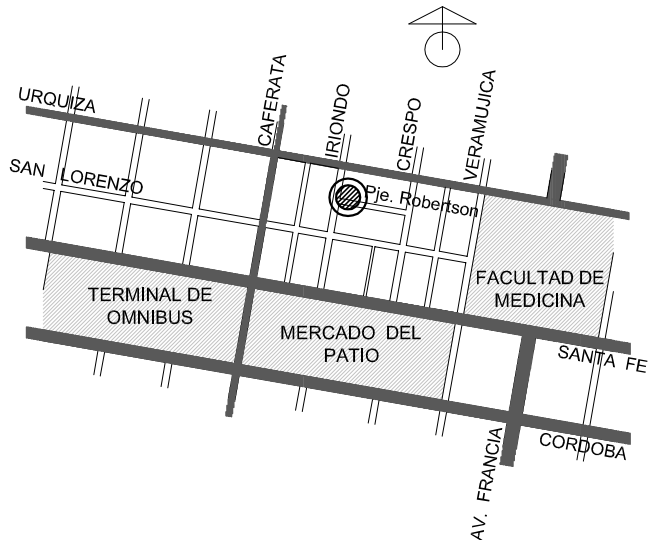 URQUIZA
CAFERATA
IRIONDO
CRESPO
VERAMUJICA
SAN LORENZO
Pje. Robertson
FACULTAD DE
MEDICINA
TERMINAL DE
OMNIBUS
MERCADO DEL
PATIO
SANTA FE
CORDOBA
AV. FRANCIA